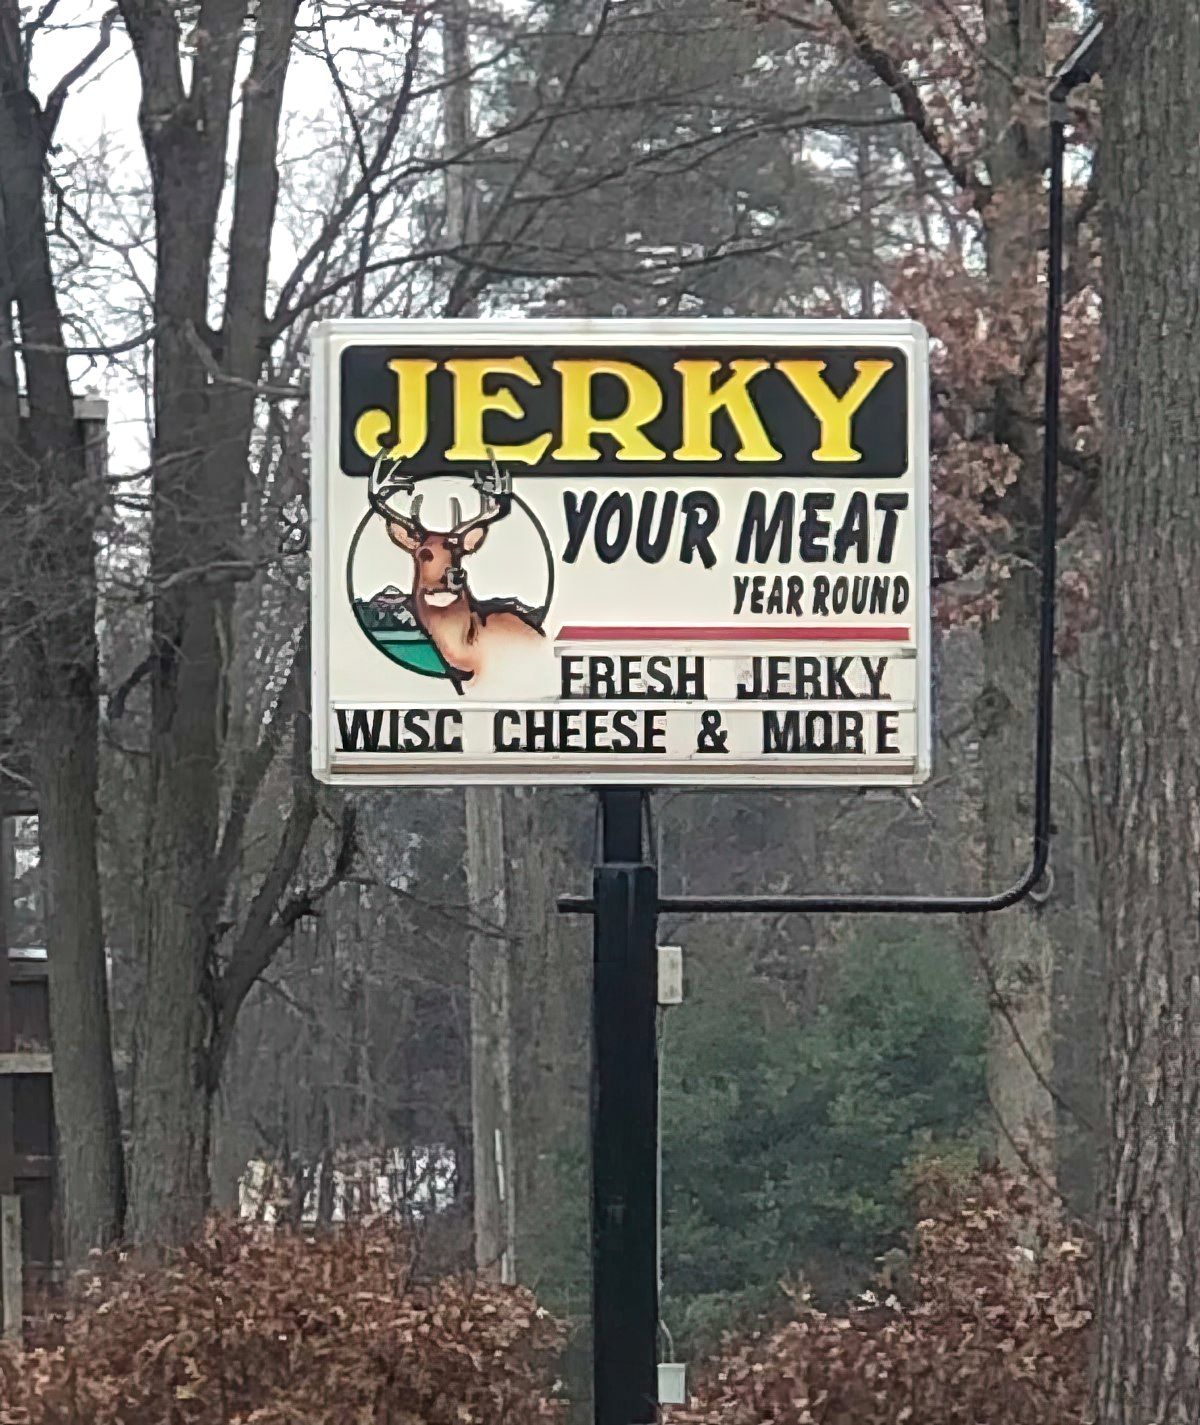 JERKY
YOUR MEAT
YEAR ROUND
FRESH JERKY
WISC CHEESE & MORE